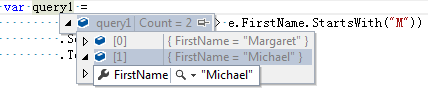 var query1 =
query1 Count = 2 e.FirstName.StartsWith("M"))
[0] { FirstName = "Margaret" }
[1] { FirstName = "Michael" }
FirstName "Michael"